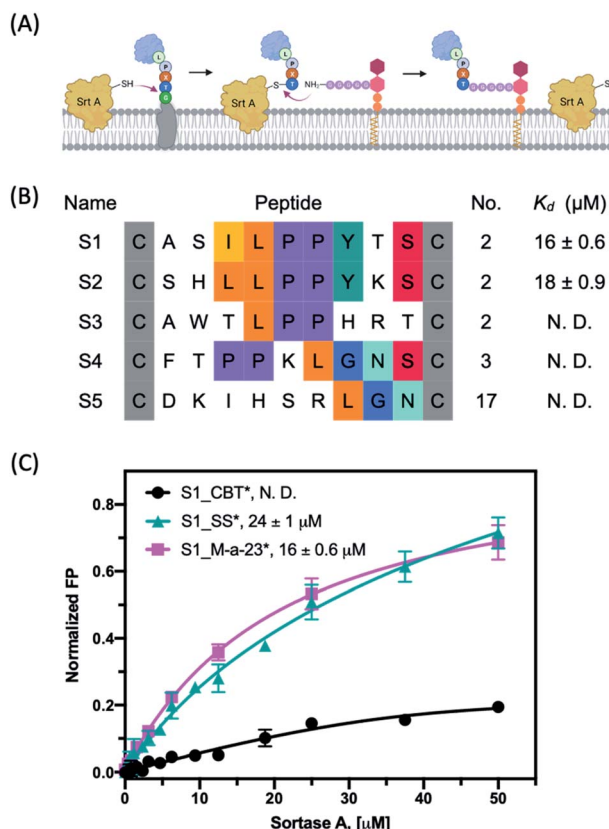 (A)
L
P
X
T
G
SH
Srt A
L
P
X
T
S
NH₂
G G G G G
Srt A
L
P
X
T
G G G G G
Srt A
S
(B)
Name Peptide No. Kd (μM)
S1 C A S I L P P Y T S C 2 16 ± 0.6
S2 C S H L L P P Y K S C 2 18 ± 0.9
S3 C A W T L P P H R T C 2 N. D.
S4 C F T P P K L G N S C 3 N. D.
S5 C D K I H S R L G N C 17 N. D.
(C)
S1_CBT*, N. D.
S1_SS*, 24 ± 1 μM
S1_M-a-23*, 16 ± 0.6 μM
Normalized FP
0.8
0.6
0.4
0.2
0.0
0 10 20 30 40 50
Sortase A, [μM]